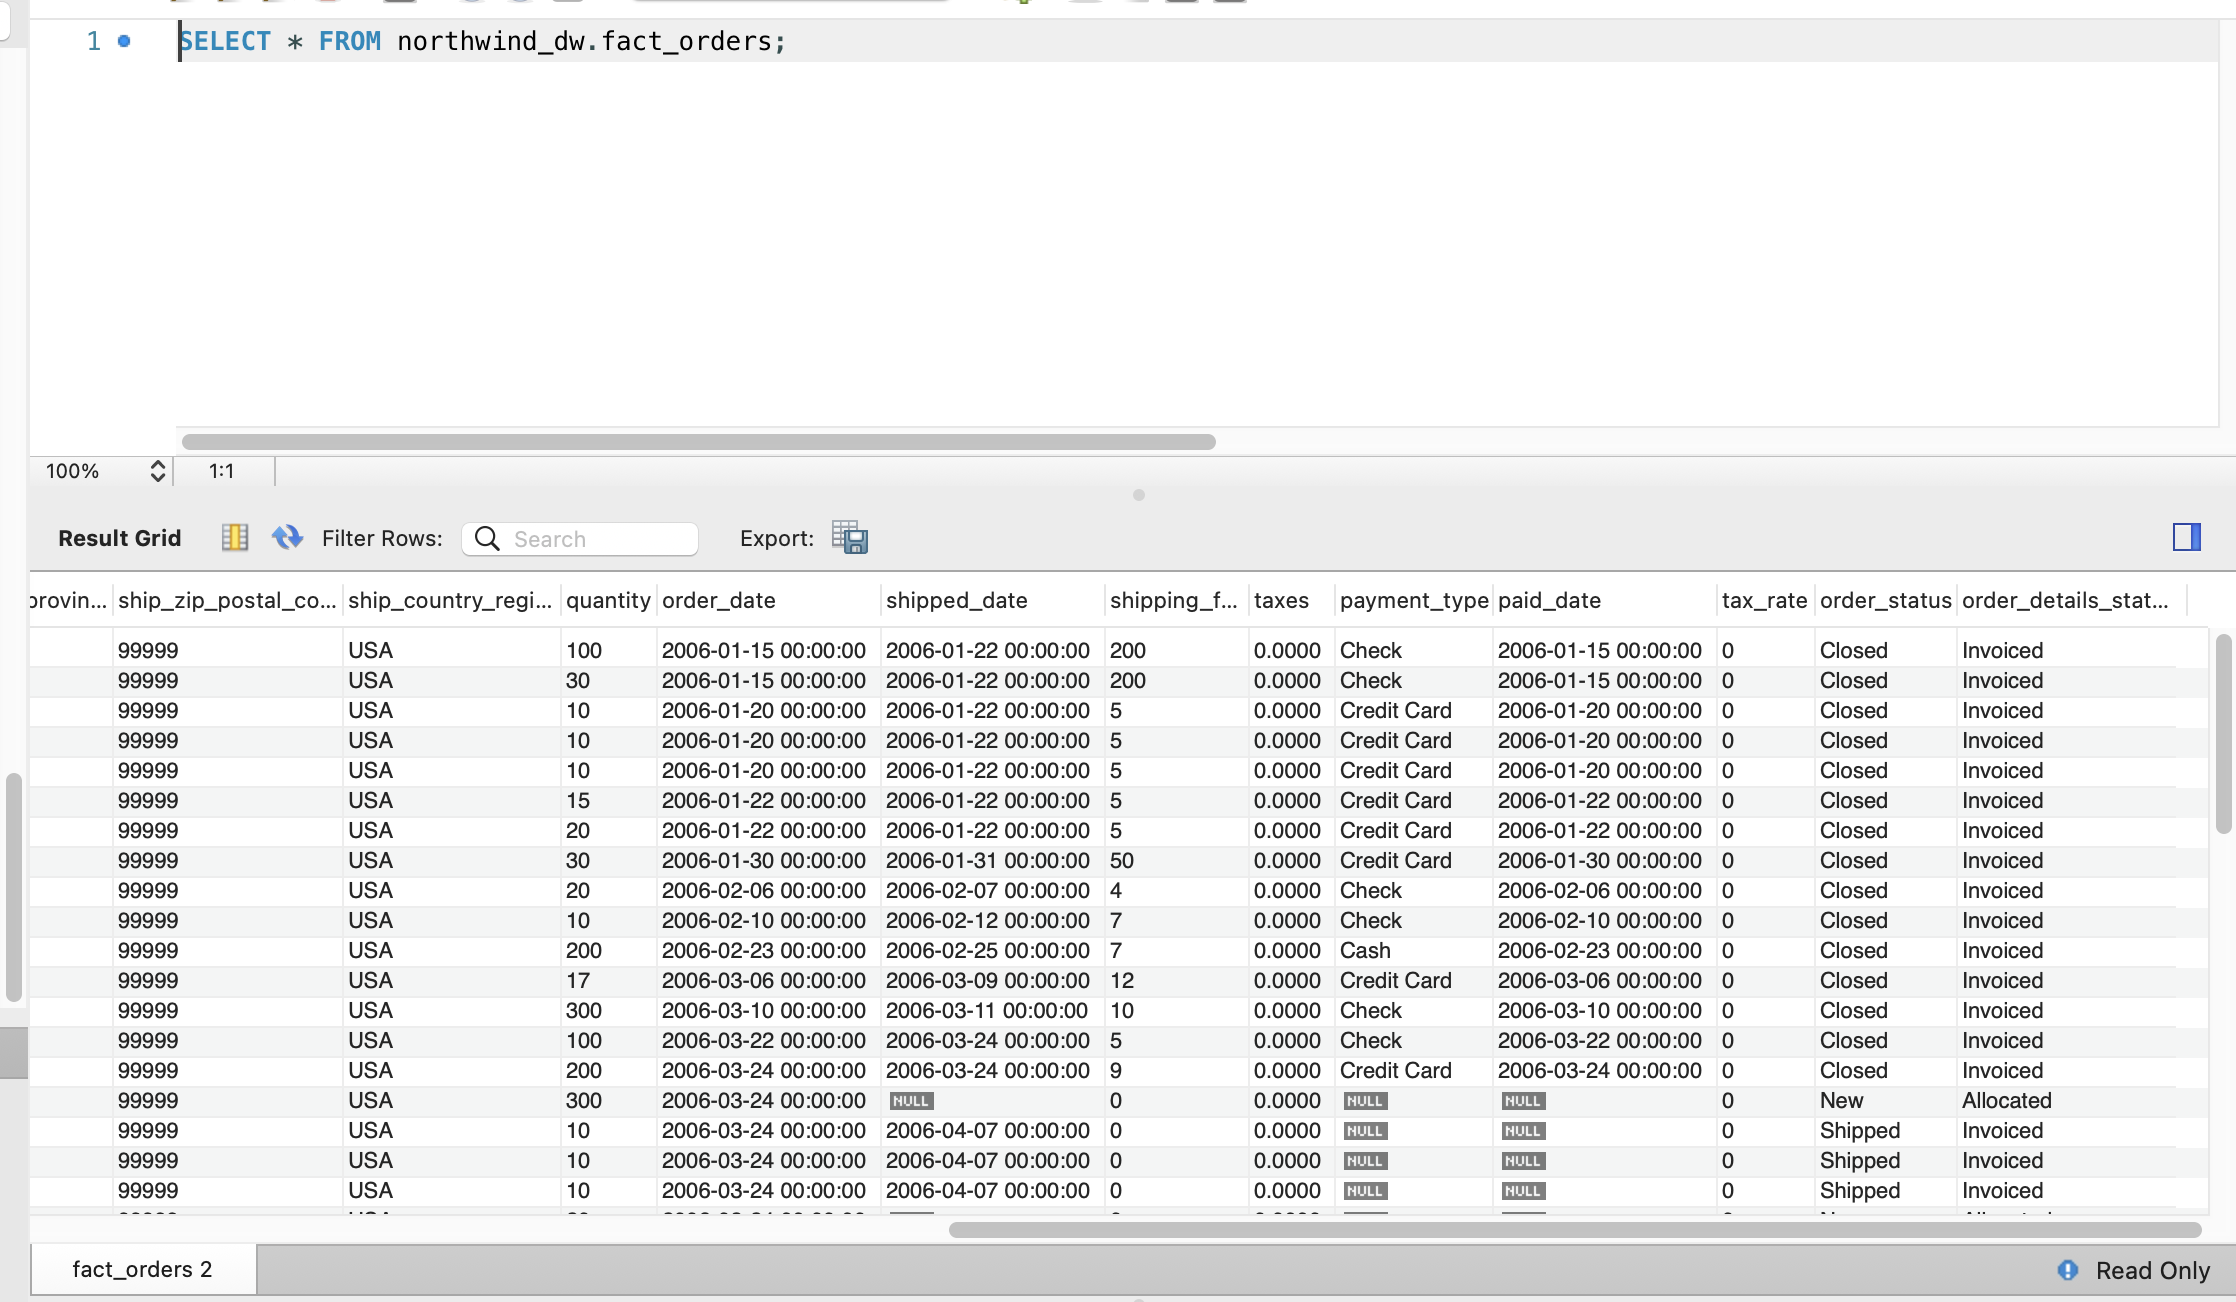 1 SELECT * FROM northwind_dw.fact_orders;
100% 1:1
Result Grid Filter Rows: Search Export:
provin... ship_zip_postal_co... ship_country_regi... quantity order_date shipped_date shipping_f... taxes payment_type paid_date tax_rate order_status order_details_stat...
99999 USA 100 2006-01-15 00:00:00 2006-01-22 00:00:00 200 0.0000 Check 2006-01-15 00:00:00 0 Closed Invoiced
99999 USA 30 2006-01-15 00:00:00 2006-01-22 00:00:00 200 0.0000 Check 2006-01-15 00:00:00 0 Closed Invoiced
99999 USA 10 2006-01-20 00:00:00 2006-01-22 00:00:00 5 0.0000 Credit Card 2006-01-20 00:00:00 0 Closed Invoiced
99999 USA 10 2006-01-20 00:00:00 2006-01-22 00:00:00 5 0.0000 Credit Card 2006-01-20 00:00:00 0 Closed Invoiced
99999 USA 10 2006-01-20 00:00:00 2006-01-22 00:00:00 5 0.0000 Credit Card 2006-01-20 00:00:00 0 Closed Invoiced
99999 USA 15 2006-01-22 00:00:00 2006-01-22 00:00:00 5 0.0000 Credit Card 2006-01-22 00:00:00 0 Closed Invoiced
99999 USA 20 2006-01-22 00:00:00 2006-01-22 00:00:00 5 0.0000 Credit Card 2006-01-22 00:00:00 0 Closed Invoiced
99999 USA 30 2006-01-30 00:00:00 2006-01-31 00:00:00 50 0.0000 Credit Card 2006-01-30 00:00:00 0 Closed Invoiced
99999 USA 20 2006-02-06 00:00:00 2006-02-07 00:00:00 4 0.0000 Check 2006-02-06 00:00:00 0 Closed Invoiced
99999 USA 10 2006-02-10 00:00:00 2006-02-12 00:00:00 7 0.0000 Check 2006-02-10 00:00:00 0 Closed Invoiced
99999 USA 200 2006-02-23 00:00:00 2006-02-25 00:00:00 7 0.0000 Cash 2006-02-23 00:00:00 0 Closed Invoiced
99999 USA 17 2006-03-06 00:00:00 2006-03-09 00:00:00 12 0.0000 Credit Card 2006-03-06 00:00:00 0 Closed Invoiced
99999 USA 300 2006-03-10 00:00:00 2006-03-11 00:00:00 10 0.0000 Check 2006-03-10 00:00:00 0 Closed Invoiced
99999 USA 100 2006-03-22 00:00:00 2006-03-24 00:00:00 5 0.0000 Check 2006-03-22 00:00:00 0 Closed Invoiced
99999 USA 200 2006-03-24 00:00:00 2006-03-24 00:00:00 9 0.0000 Credit Card 2006-03-24 00:00:00 0 Closed Invoiced
99999 USA 300 2006-03-24 00:00:00 NULL 0 0.0000 NULL NULL 0 New Allocated
99999 USA 10 2006-03-24 00:00:00 2006-04-07 00:00:00 0 0.0000 NULL NULL 0 Shipped Invoiced
99999 USA 10 2006-03-24 00:00:00 2006-04-07 00:00:00 0 0.0000 NULL NULL 0 Shipped Invoiced
99999 USA 10 2006-03-24 00:00:00 2006-04-07 00:00:00 0 0.0000 NULL NULL 0 Shipped Invoiced
fact_orders 2 Read Only